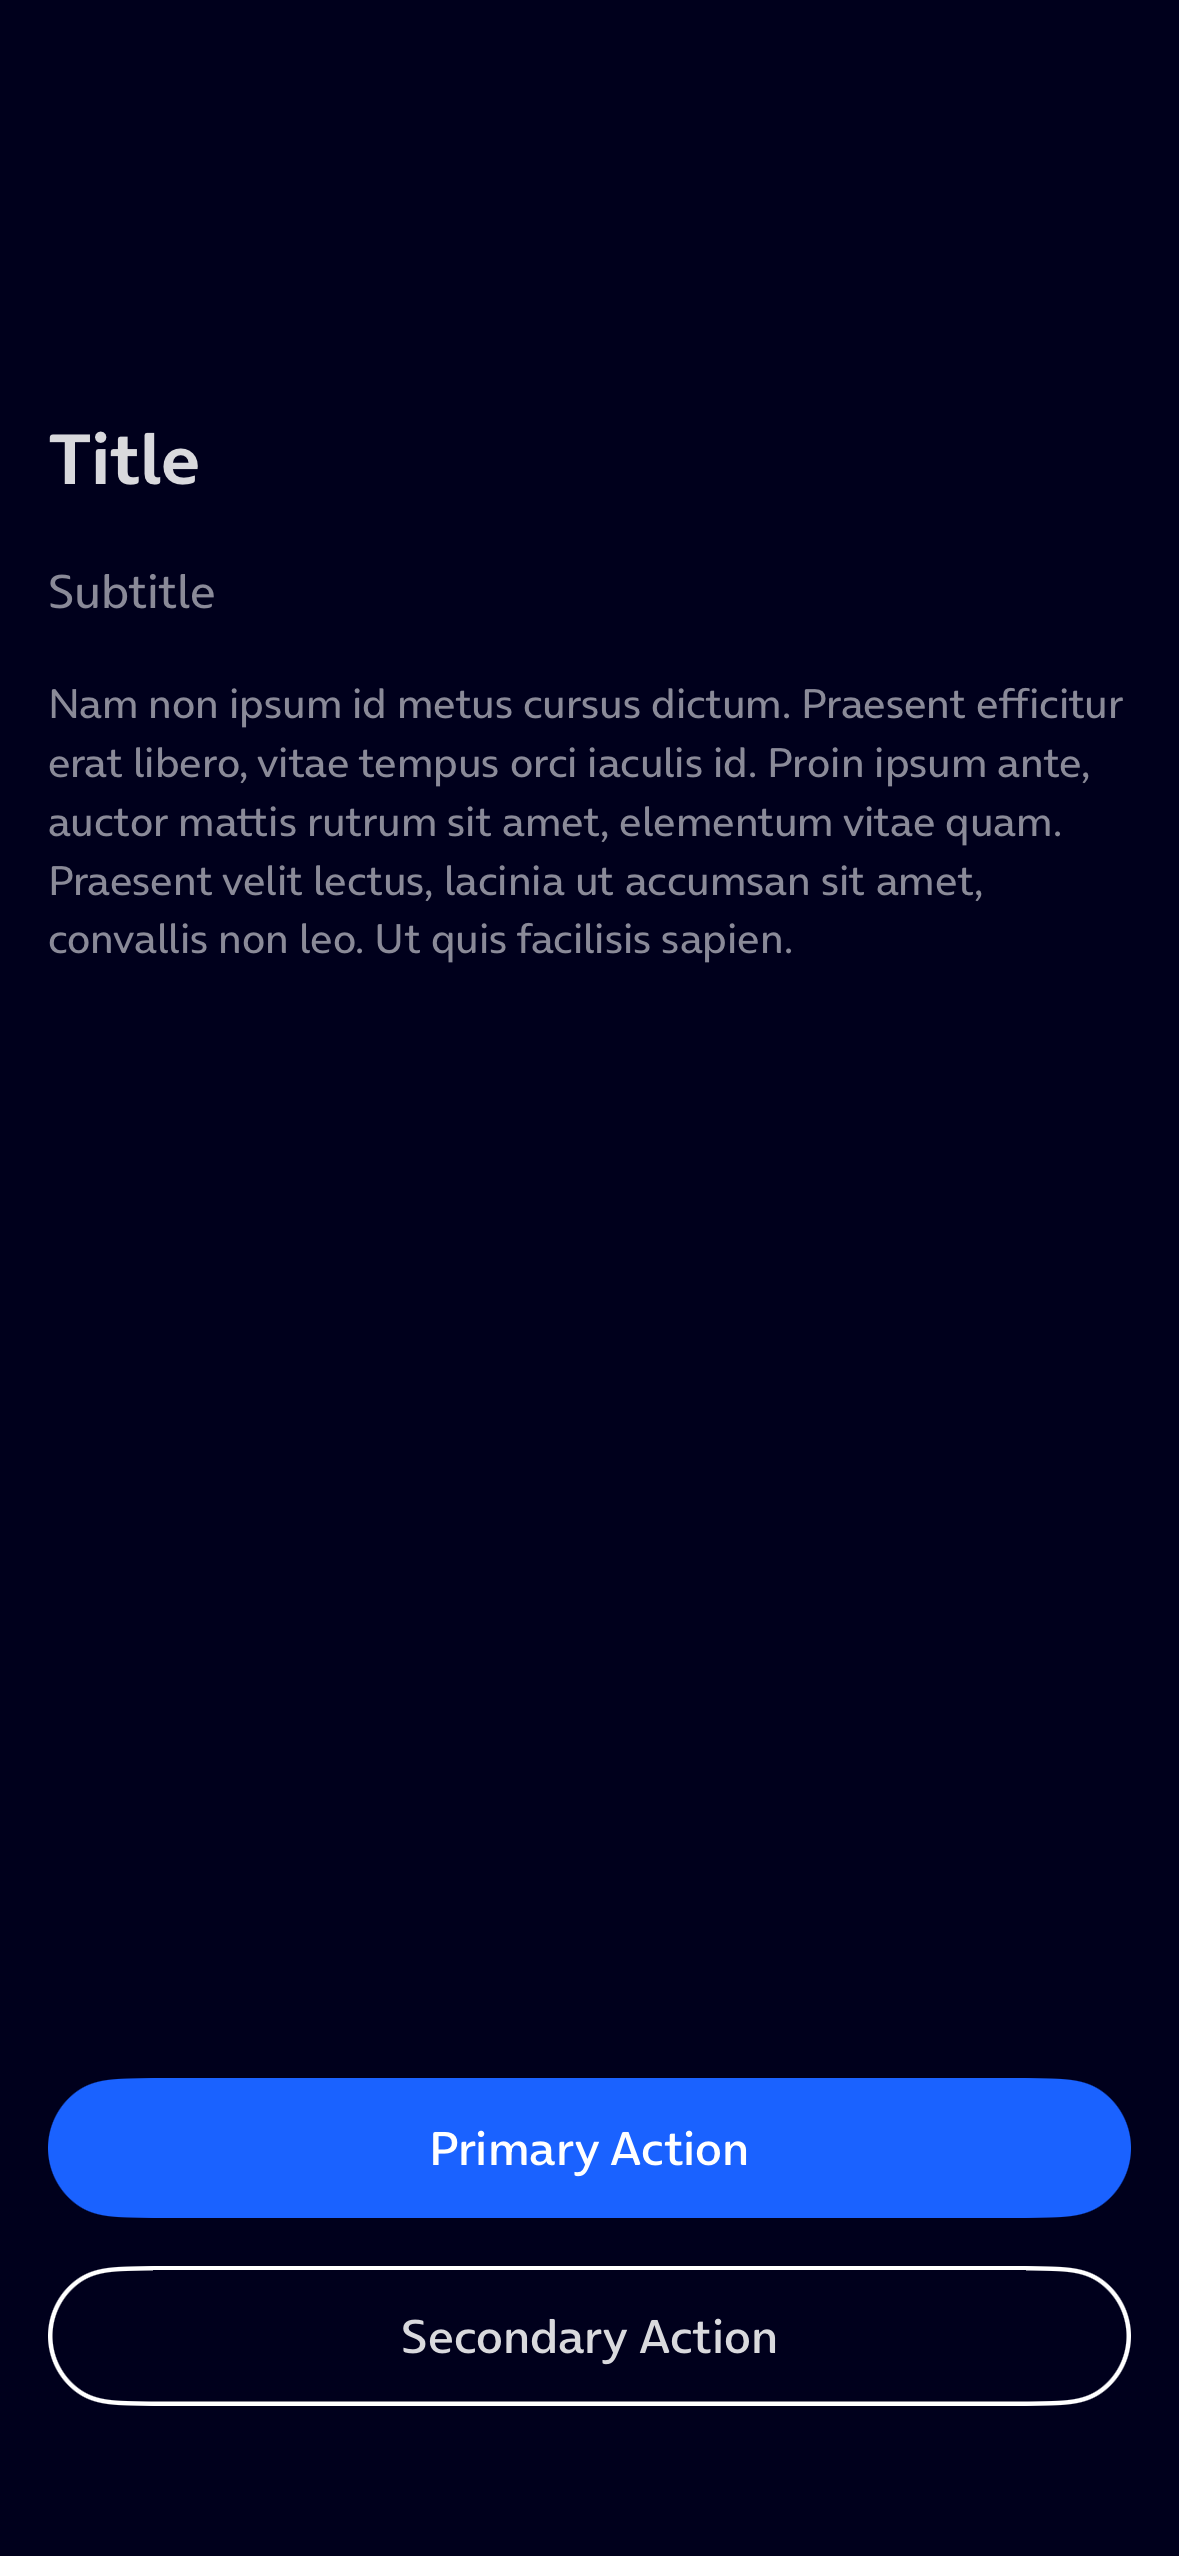 Title
Subtitle
Nam non ipsum id metus cursus dictum. Praesent efficitur
erat libero, vitae tempus orci iaculis id. Proin ipsum ante,
auctor mattis rutrum sit amet, elementum vitae quam.
Praesent velit lectus, lacinia ut accumsan sit amet,
convallis non leo. Ut quis facilisis sapien.
Primary Action
Secondary Action